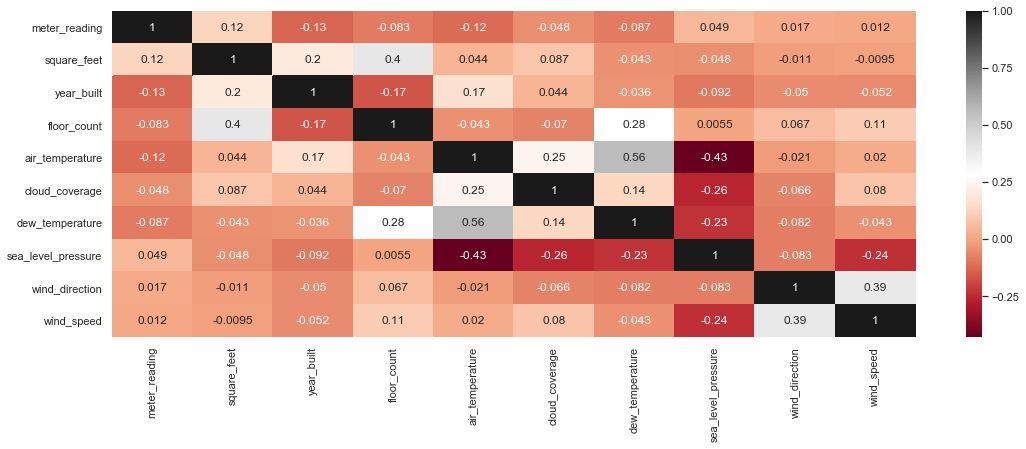 meter_reading 1 0.12 -0.13 -0.083 -0.12 -0.048 -0.087 0.049 0.017 0.012
square_feet 0.12 1 0.2 0.4 0.044 0.087 -0.043 -0.048 -0.011 -0.0095
year_built -0.13 0.2 1 -0.17 0.17 0.044 -0.036 -0.092 -0.05 -0.052
floor_count -0.083 0.4 -0.17 1 -0.043 -0.07 0.28 0.0055 0.067 0.11
air_temperature -0.12 0.044 0.17 -0.043 1 0.25 0.56 -0.43 -0.021 0.02
cloud_coverage -0.048 0.087 0.044 -0.07 0.25 1 0.14 -0.26 -0.066 0.08
dew_temperature -0.087 -0.043 -0.036 0.28 0.56 0.14 1 -0.23 -0.082 -0.043
sea_level_pressure 0.049 -0.048 -0.092 0.0055 -0.43 -0.26 -0.23 1 -0.083 -0.24
wind_direction 0.017 -0.011 -0.05 0.067 -0.021 -0.066 -0.082 -0.083 1 0.39
wind_speed 0.012 -0.0095 -0.052 0.11 0.02 0.08 -0.043 -0.24 0.39 1
meter_reading
square_feet
year_built
floor_count
air_temperature
cloud_coverage
dew_temperature
sea_level_pressure
wind_direction
wind_speed
1.00
0.75
0.50
0.25
0.00
-0.25